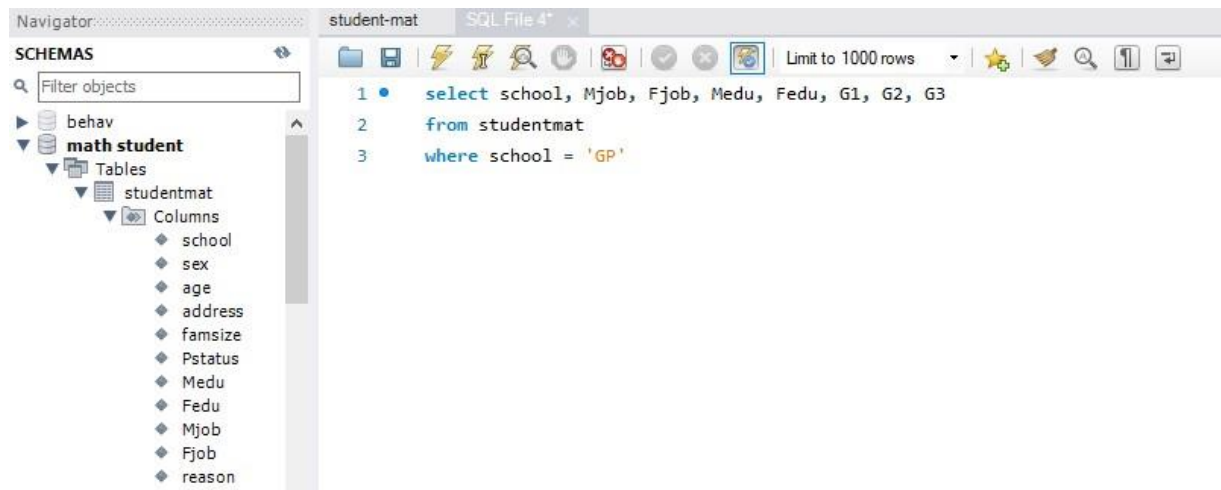 Navigator
SCHEMAS
Filter objects
behav
math student
Tables
studentmat
Columns
school
sex
age
address
famsize
Pstatus
Medu
Fedu
Mjob
Fjob
reason
student-mat
SQL File 4*
Limit to 1000 rows
1 select school, Mjob, Fjob, Medu, Fedu, G1, G2, G3
2 from studentmat
3 where school = 'GP'